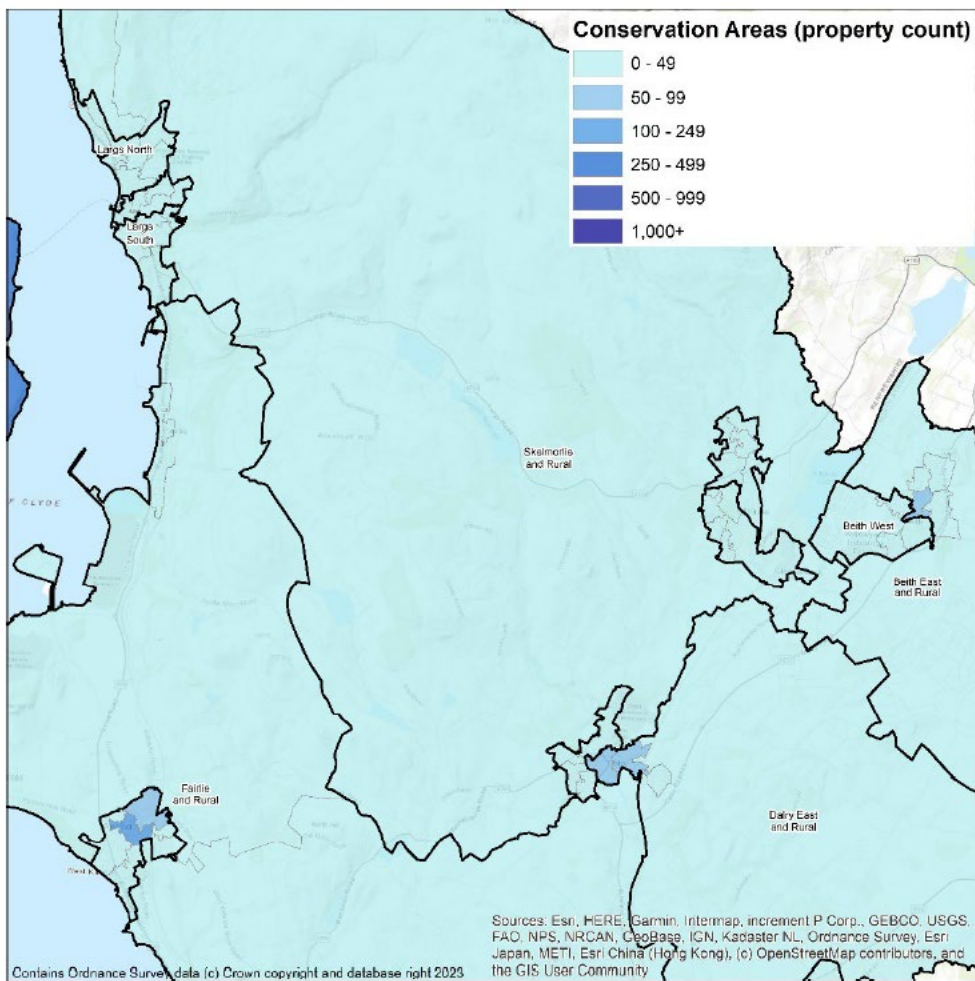 Conservation Areas (property count)
0 - 49
50 - 99
100 - 249
250 - 499
500 - 999
1,000+
Largs North
Largs
South
Skelmorlie
and Rural
Beith West
Beith East
and Rural
F CLYDE
Fairlie
and Rural
Dalry East
and Rural
West K
Sources: Esri, HERE, Garmin, Intermap, increment P Corp., GEBCO, USGS,
FAO, NPS, NRCAN, GeoBase, IGN, Kadaster NL, Ordnance Survey, Esri
Japan, METI, Esri China (Hong Kong), (c) OpenStreetMap contributors, and
the GIS User Community
Contains Ordnance Survey data (c) Crown copyright and database right 2023